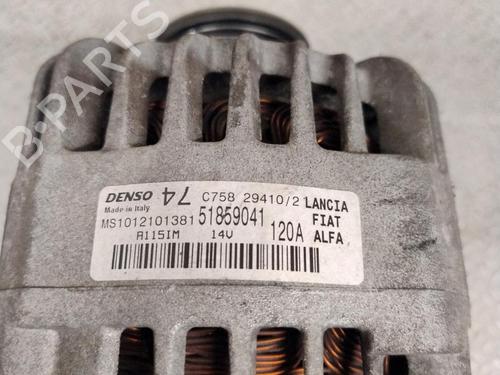 B-PARTS
DENSO 74 C758 29410/2 LANCIA
Made in Italy
MS1012101381 51859041 FIAT
A115IM 14V 120A ALFA